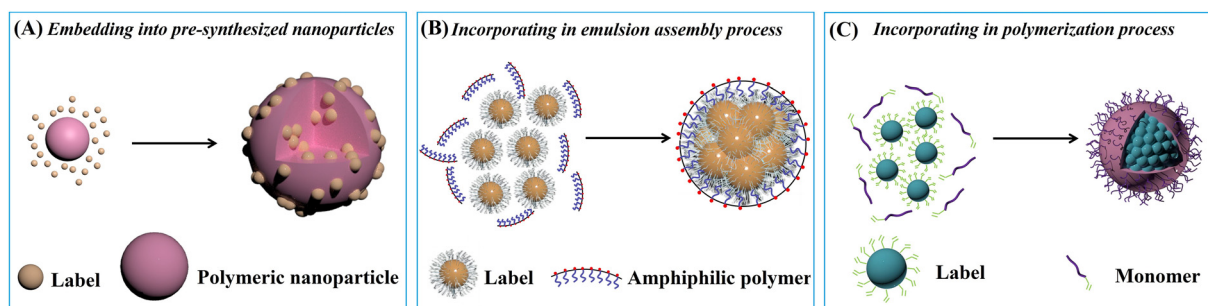 (A) Embedding into pre-synthesized nanoparticles
Label
Polymeric nanoparticle
(B) Incorporating in emulsion assembly process
Label
Amphiphilic polymer
(C) Incorporating in polymerization process
Label
Monomer